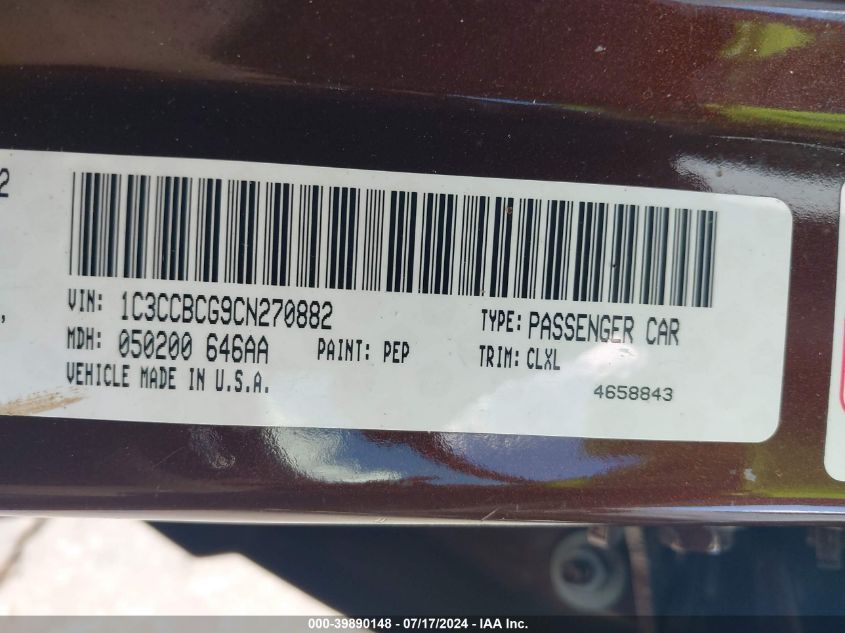 2
VIN: 1C3CCBCG9CN270882
TYPE: PASSENGER CAR
MDH: 050200 646AA
PAINT: PEP
TRIM: CLXL
VEHICLE MADE IN U.S.A.
4658843
000-39890148 - 07/17/2024 - IAA Inc.